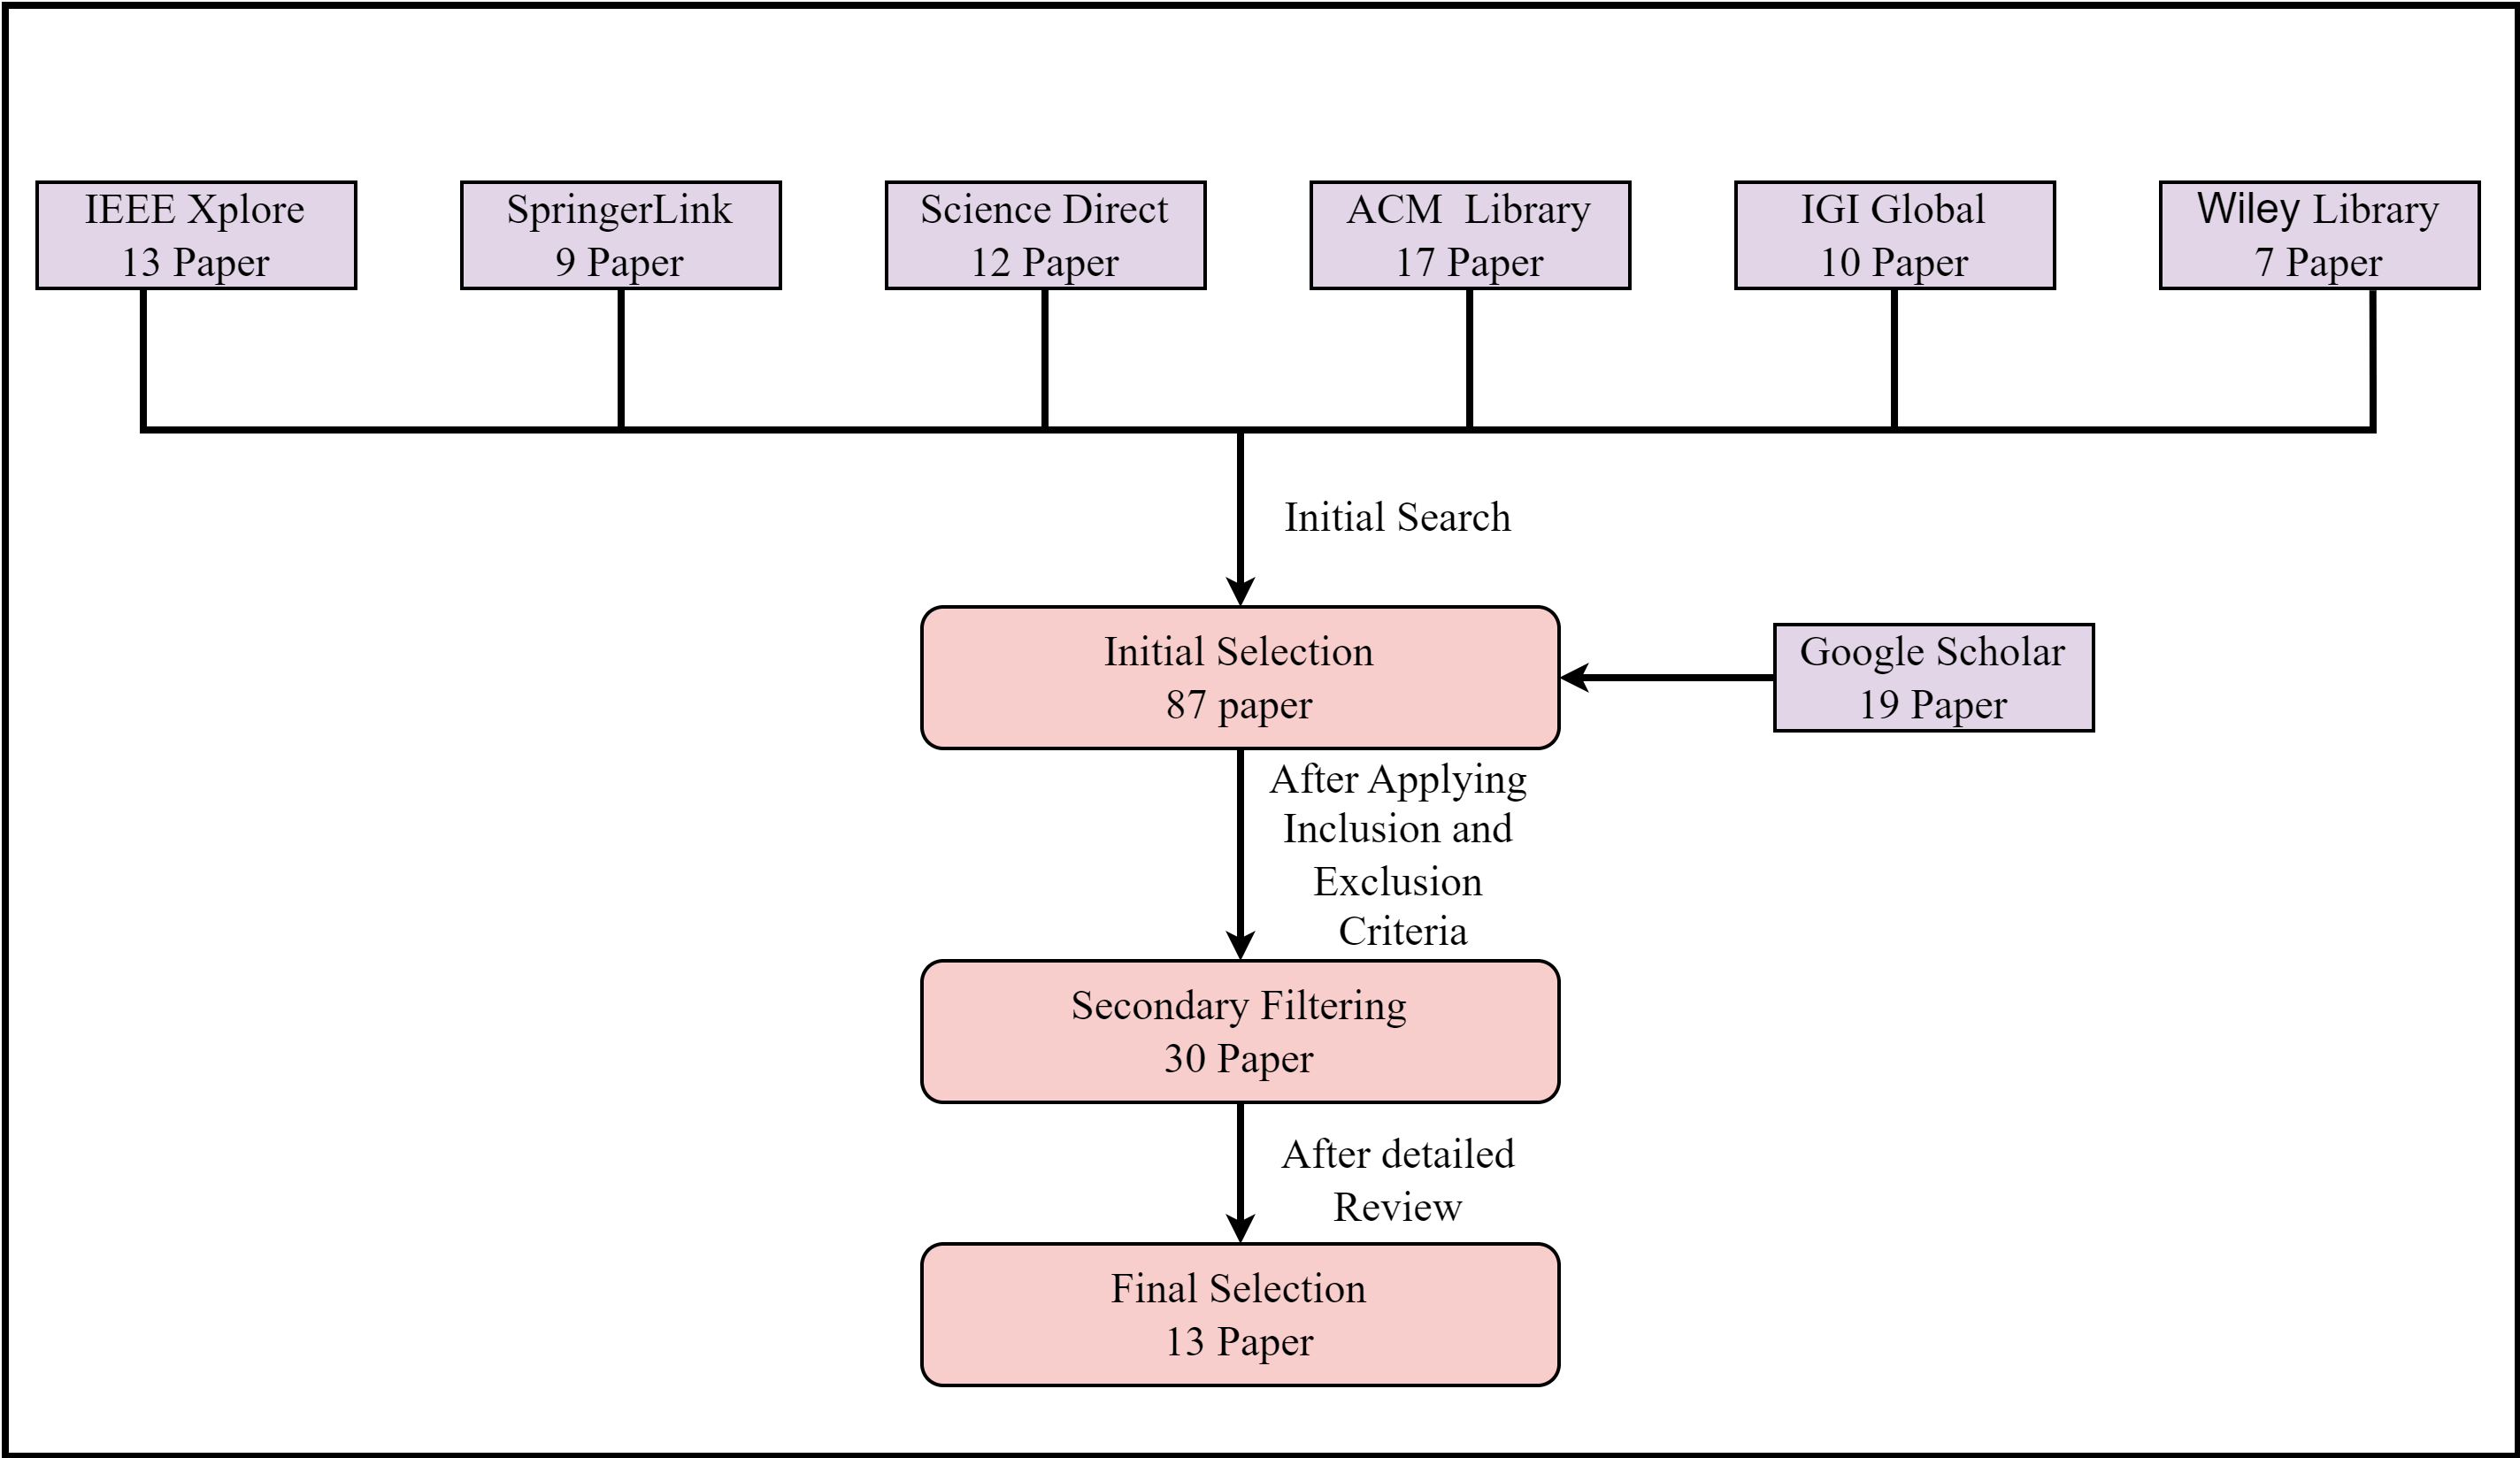 IEEE Xplore
13 Paper
SpringerLink
9 Paper
Science Direct
12 Paper
ACM  Library
17 Paper
IGI Global
10 Paper
Wiley Library
7 Paper
Initial Search
Initial Selection
87 paper
Google Scholar
19 Paper
After Applying
Inclusion and
Exclusion
Criteria
Secondary Filtering
30 Paper
After detailed
Review
Final Selection
13 Paper